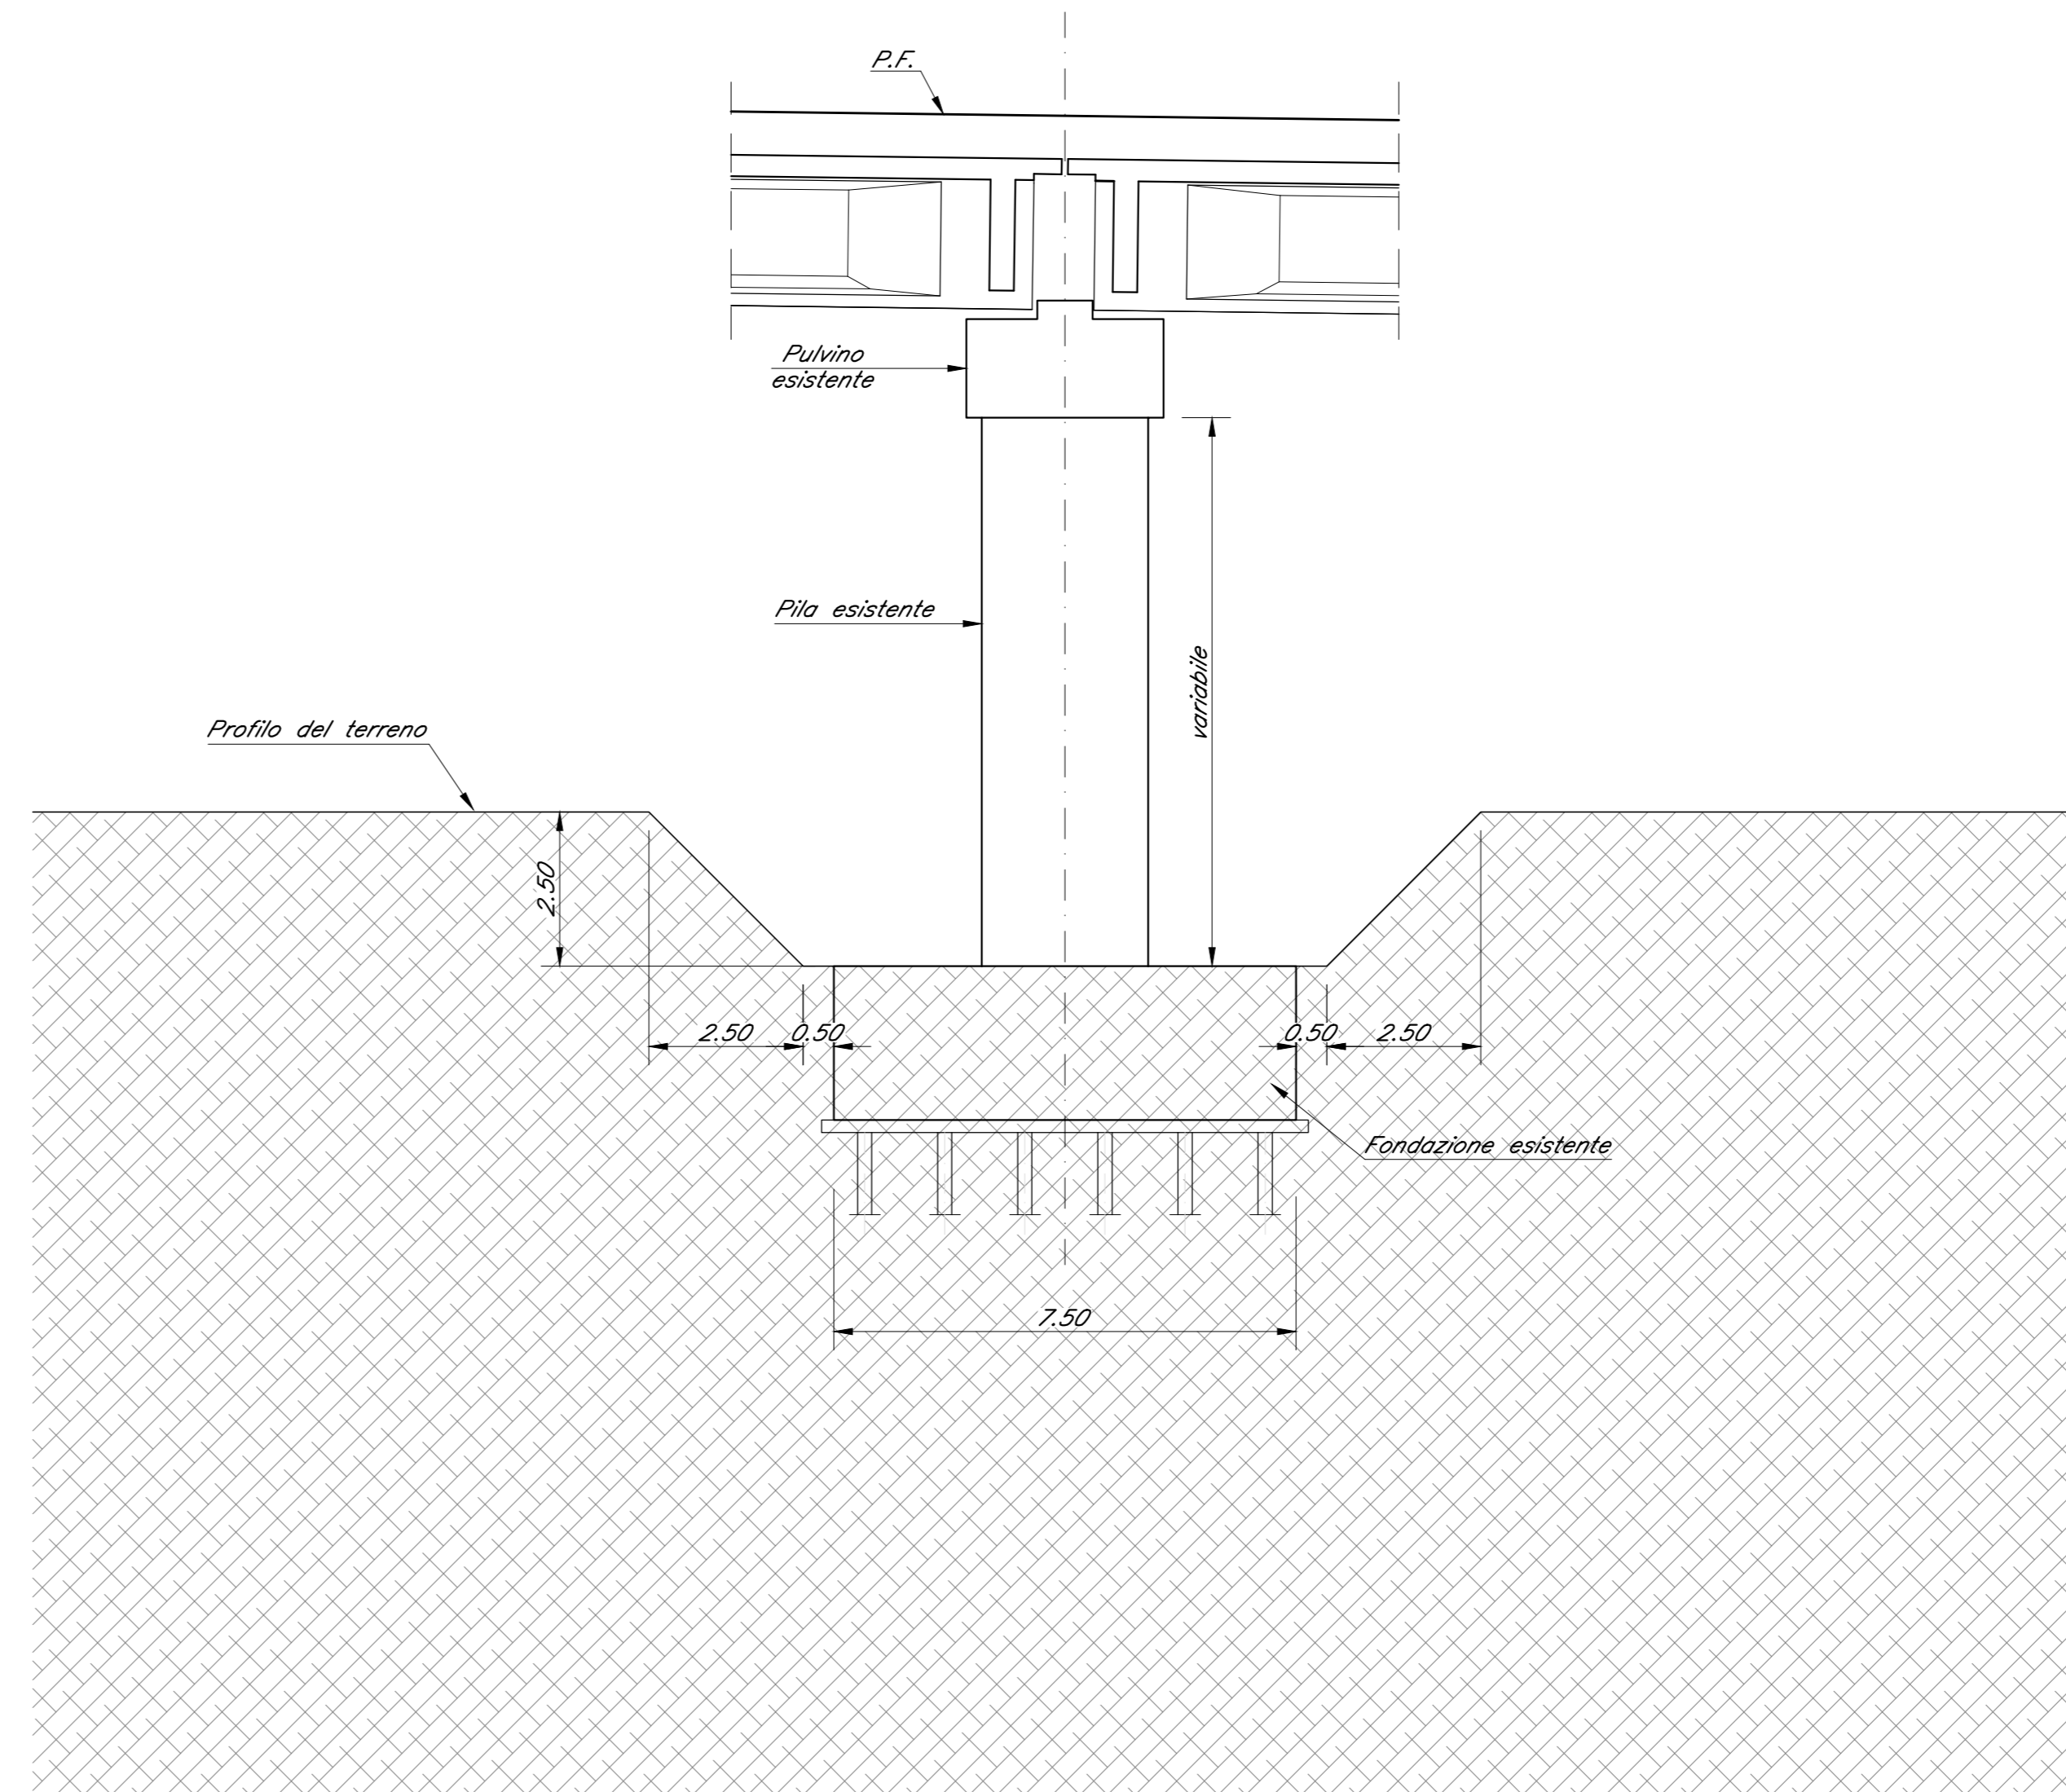 P.F.
Pulvino
esistente
Pila esistente
variabile
Profilo del terreno
2.50
2.50
0.50
0.50
2.50
Fondazione esistente
7.50